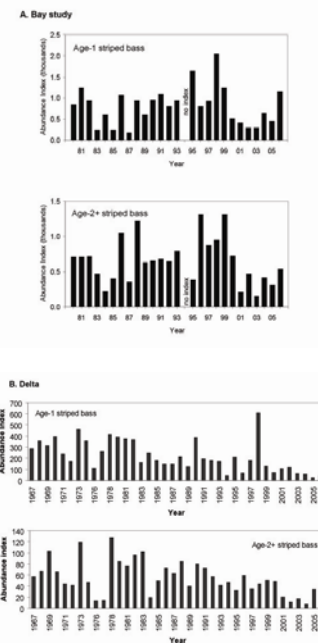 A. Bay study
Age-1 striped bass
Abundance Index (thousands)
2.5
2.0
1.5
1.0
0.5
0.0
no index
81 83 85 87 89 91 93 95 97 99 01 03 05
Year
Age-2+ striped bass
Abundance Index (thousands)
1.5
1.0
0.5
0.0
no index
81 83 85 87 89 91 93 95 97 99 01 03 05
Year
B. Delta
Age-1 striped bass
Abundance Index
700
600
500
400
300
200
100
0
1967 1969 1971 1973 1976 1978 1981 1983 1985 1987 1989 1991 1993 1995 1997 1999 2001 2003 2005
Year
Age-2+ striped bass
Abundance index
140
120
100
80
60
40
20
0
1967 1969 1971 1973 1976 1978 1981 1983 1985 1987 1989 1991 1993 1995 1997 1999 2001 2003 2005
Year